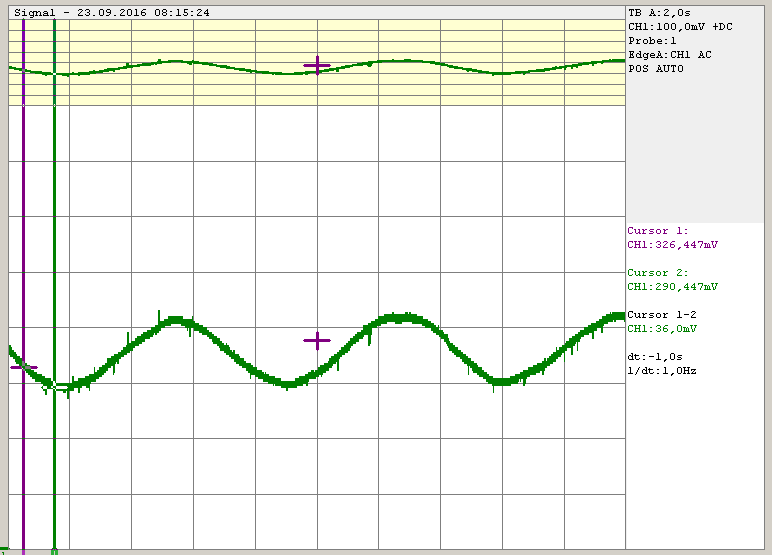 Signal - 23.09.2016 08:15:24
TB A:2,0s
CH1:100,0mV +DC
Probe:1
EdgeA:CH1 AC
POS AUTO
Cursor 1:
CH1:326,447mV
Cursor 2:
CH1:290,447mV
Cursor 1-2
CH1:36,0mV
dt:-1,0s
1/dt:1,0Hz